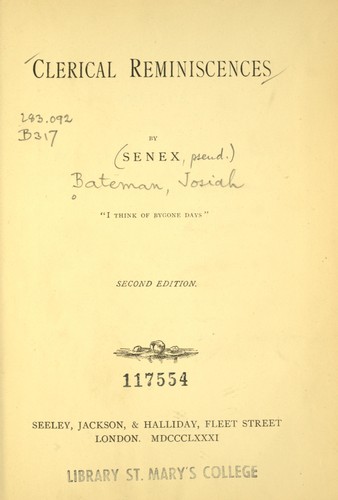 CLERICAL REMINISCENCES
283.092
B317
BY
(SENEX, pseud.)
Bateman, Josiah
"I THINK OF BYGONE DAYS"
SECOND EDITION.
117554
SEELEY, JACKSON, & HALLIDAY, FLEET STREET
LONDON. MDCCCLXXXI
LIBRARY ST. MARY'S COLLEGE